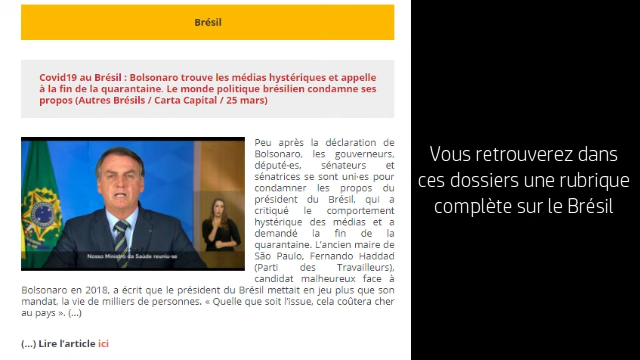 Brésil
Covid19 au Brésil : Bolsonaro trouve les médias hystériques et appelle
à la fin de la quarantaine. Le monde politique brésilien condamne ses
propos (Autres Brésils / Carta Capital / 25 mars)
Peu après la déclaration de
Bolsonaro, les gouverneurs,
député·es, sénateurs et
sénatrices se sont uni·es pour
condamner les propos du
président du Brésil, qui a
critiqué le comportement
hystérique des médias et a
demandé la fin de la
quarantaine. L'ancien maire de
São Paulo, Fernando Haddad
(Parti des Travailleurs),
candidat malheureux face à
Bolsonaro en 2018, a écrit que le président du Brésil mettait en jeu plus que son
mandat, la vie de milliers de personnes. « Quelle que soit l'issue, cela coûtera cher
au pays ». (...)
Nosso Ministro da Saúde reuniu-se
(...) Lire l'article ici
Vous retrouverez dans
ces dossiers une rubrique
complète sur le Brésil